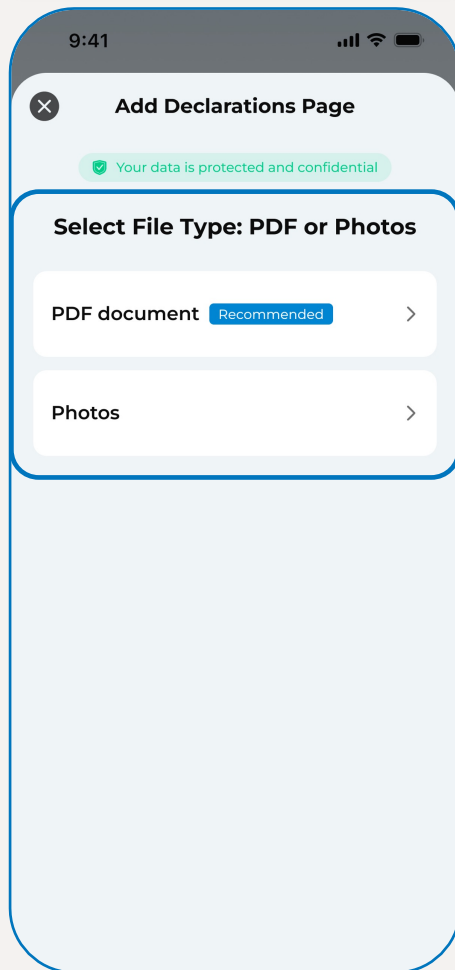 9:41
Add Declarations Page
Your data is protected and confidential
Select File Type: PDF or Photos
PDF document Recommended
Photos